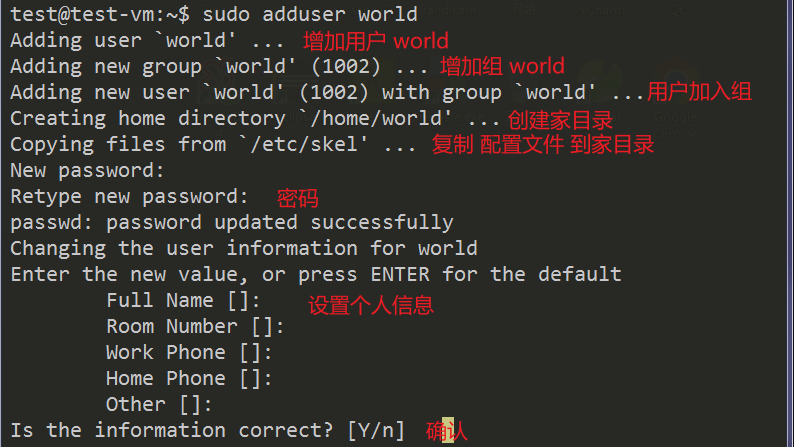 test@test-vm:~$ sudo adduser world
Adding user `world' ... 增加用户 world
Adding new group `world' (1002) ... 增加组 world
Adding new user `world' (1002) with group `world' ... 用户加入组
Creating home directory `/home/world' ... 创建家目录
Copying files from `/etc/skel' ... 复制 配置文件 到家目录
New password:
Retype new password: 密码
passwd: password updated successfully
Changing the user information for world
Enter the new value, or press ENTER for the default
Full Name []: 设置个人信息
Room Number []:
Work Phone []:
Home Phone []:
Other []:
Is the information correct? [Y/n] 确认